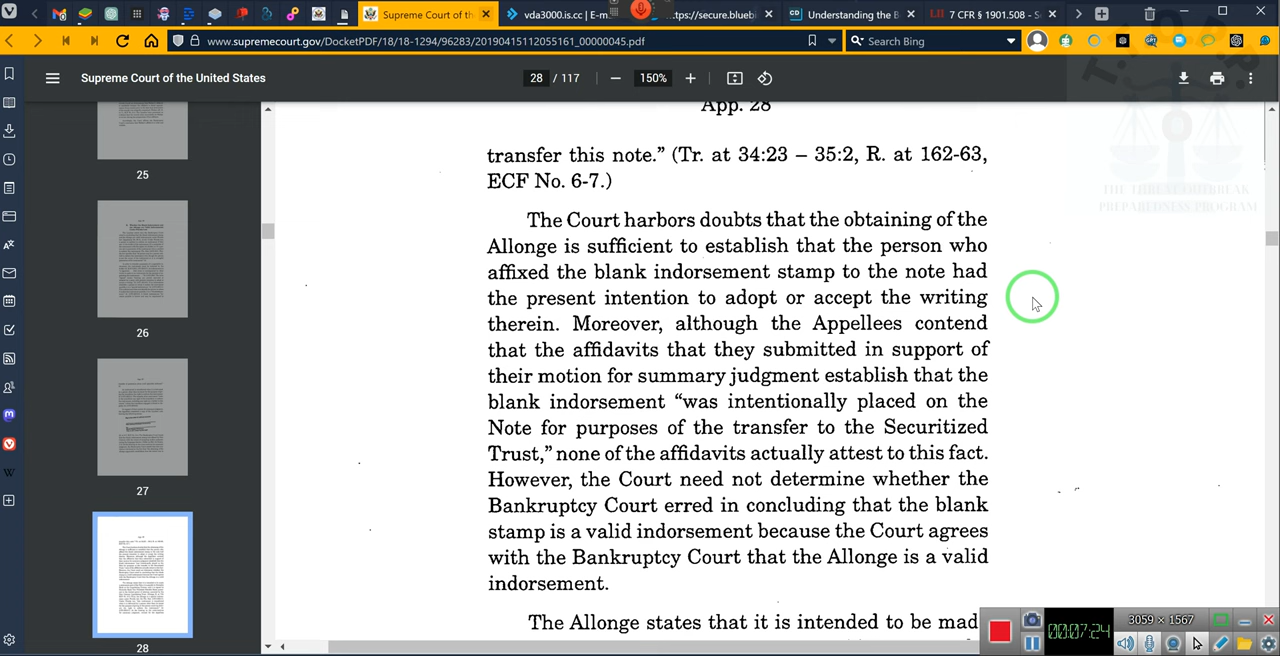 Supreme Court of th
vda3000.is.cc | E-m
ttps://secure.bluebi
Understanding the B
7 CFR § 1901.508 - S
www.supremecourt.gov/DocketPDF/18/18-1294/96283/20190415112055161_00000045.pdf
Search Bing
Supreme Court of the United States
28 / 117
150%
THE THREAT OUTBREAK
PREPAREDNESS PROGRAM
25
26
27
28
App. 28
transfer this note.” (Tr. at 34:23 – 35:2, R. at 162-63,
ECF No. 6-7.)
The Court harbors doubts that the obtaining of the
Allonge is sufficient to establish that the person who
affixed the blank indorsement stamp to the note had
the present intention to adopt or accept the writing
therein. Moreover, although the Appellees contend
that the affidavits that they submitted in support of
their motion for summary judgment establish that the
blank indorsement “was intentionally placed on the
Note for purposes of the transfer to the Securitized
Trust,” none of the affidavits actually attest to this fact.
However, the Court need not determine whether the
Bankruptcy Court erred in concluding that the blank
stamp is a valid indorsement because the Court agrees
with the Bankruptcy Court that the Allonge is a valid
indorsement.
The Allonge states that it is intended to be mad
3059 × 1567
00:07:24